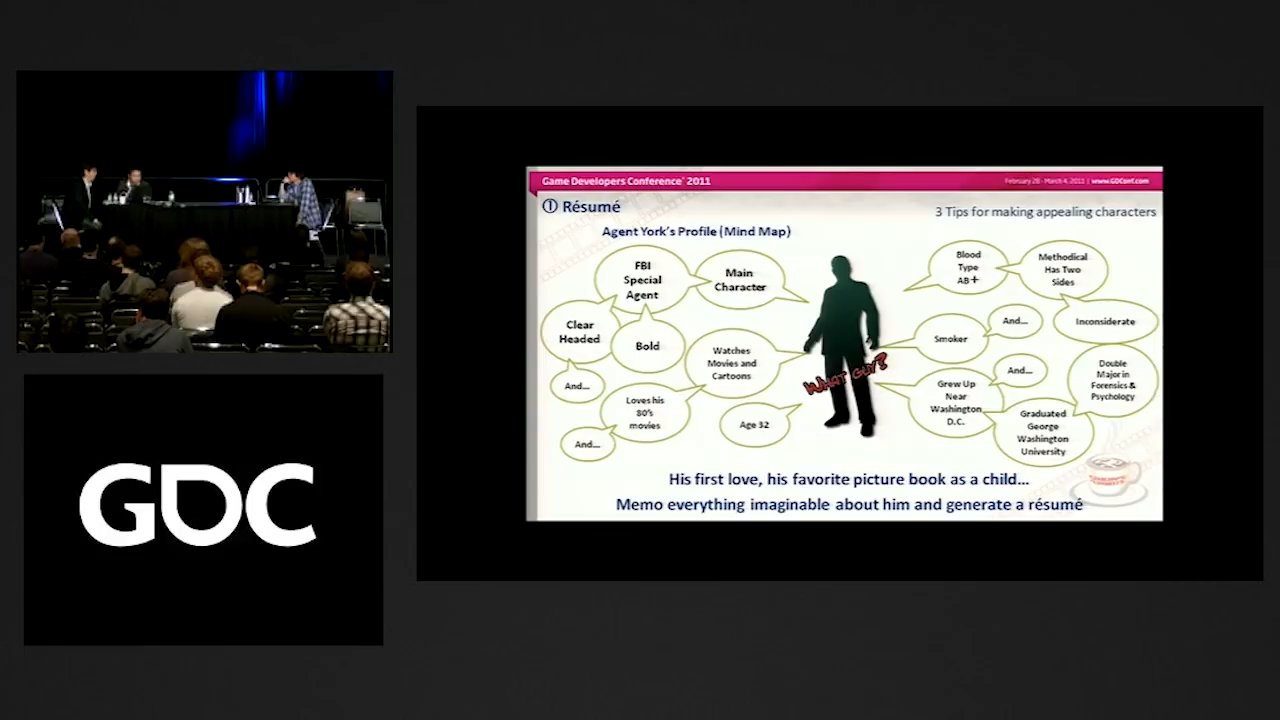 Game Developers Conference® 2011
February 28 - March 4, 2011 | www.GDConf.com
① Résumé
3 Tips for making appealing characters
Agent York's Profile (Mind Map)
FBI
Special
Agent
Main
Character
Clear
Headed
Bold
And...
Watches
Movies and
Cartoons
Loves his
80's
movies
And...
Age 32
WHAT GUY?
Blood
Type
AB+
Methodical
Has Two
Sides
Inconsiderate
And...
Smoker
And...
Grew Up
Near
Washington
D.C.
Double
Major in
Forensics &
Psychology
Graduated
George
Washington
University
His first love, his favorite picture book as a child...
Memo everything imaginable about him and generate a résumé
GDC